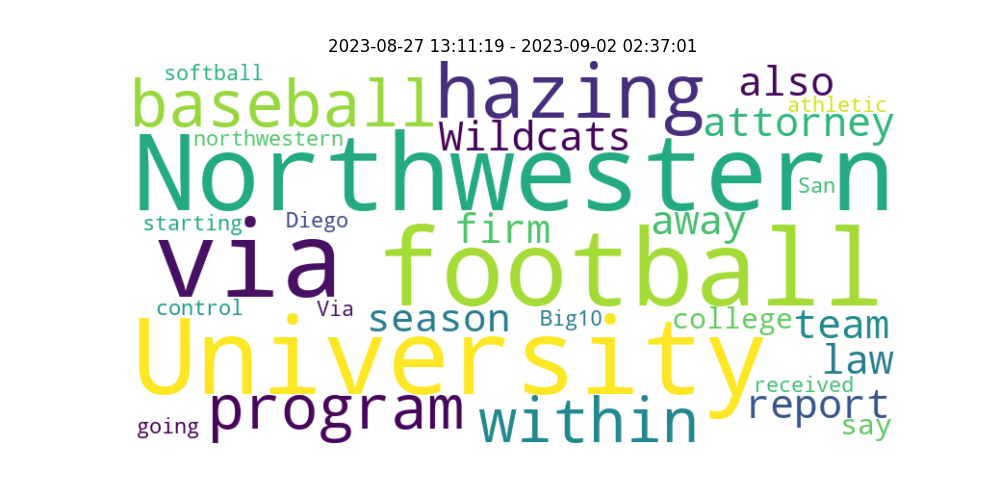 2023-08-27 13:11:19 - 2023-09-02 02:37:01
softball
baseball
hazing
also
athletic
attorney
northwestern
Wildcats
Northwestern
San
starting
Diego
firm
away
via
football
control
Via
season
Big10
college
team
University
law
received
program
within
report
going
say